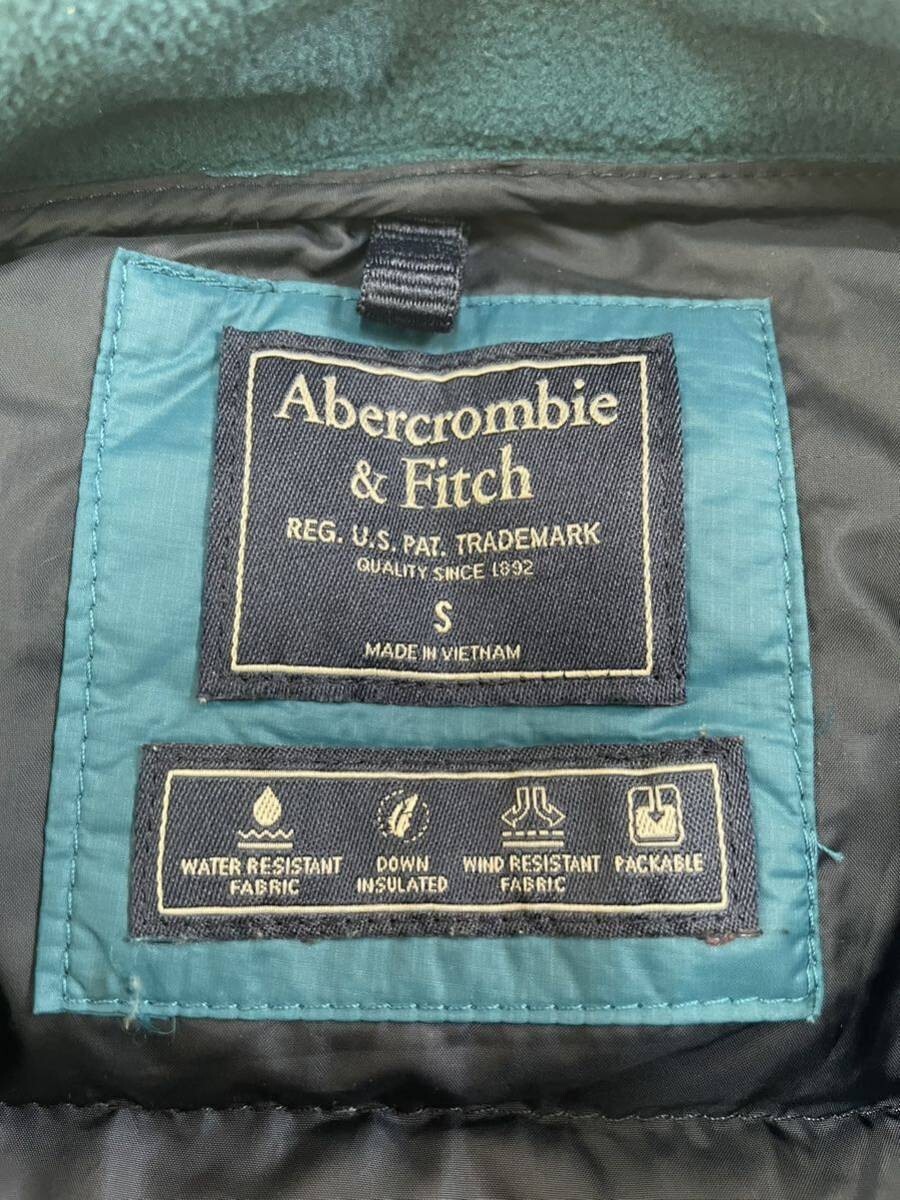 Abercrombie
& Fitch
REG. U.S. PAT. TRADEMARK
QUALITY SINCE 1892
S
MADE IN VIETNAM
WATER RESISTANT
FABRIC
DOWN
INSULATED
WIND RESISTANT
FABRIC
PACKABLE